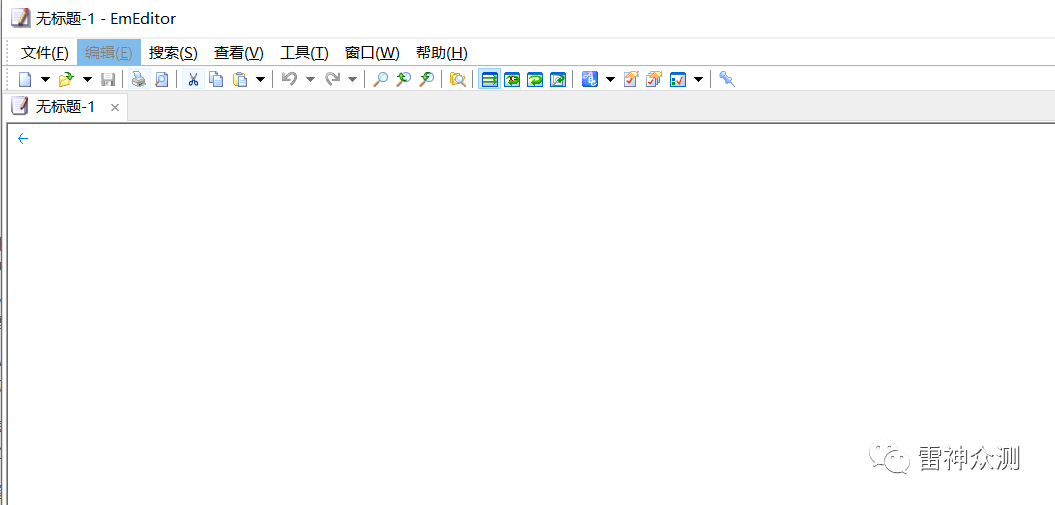 无标题-1 - EmEditor
文件(F) 编辑(E) 搜索(S) 查看(V) 工具(T) 窗口(W) 帮助(H)
无标题-1
雷神众测